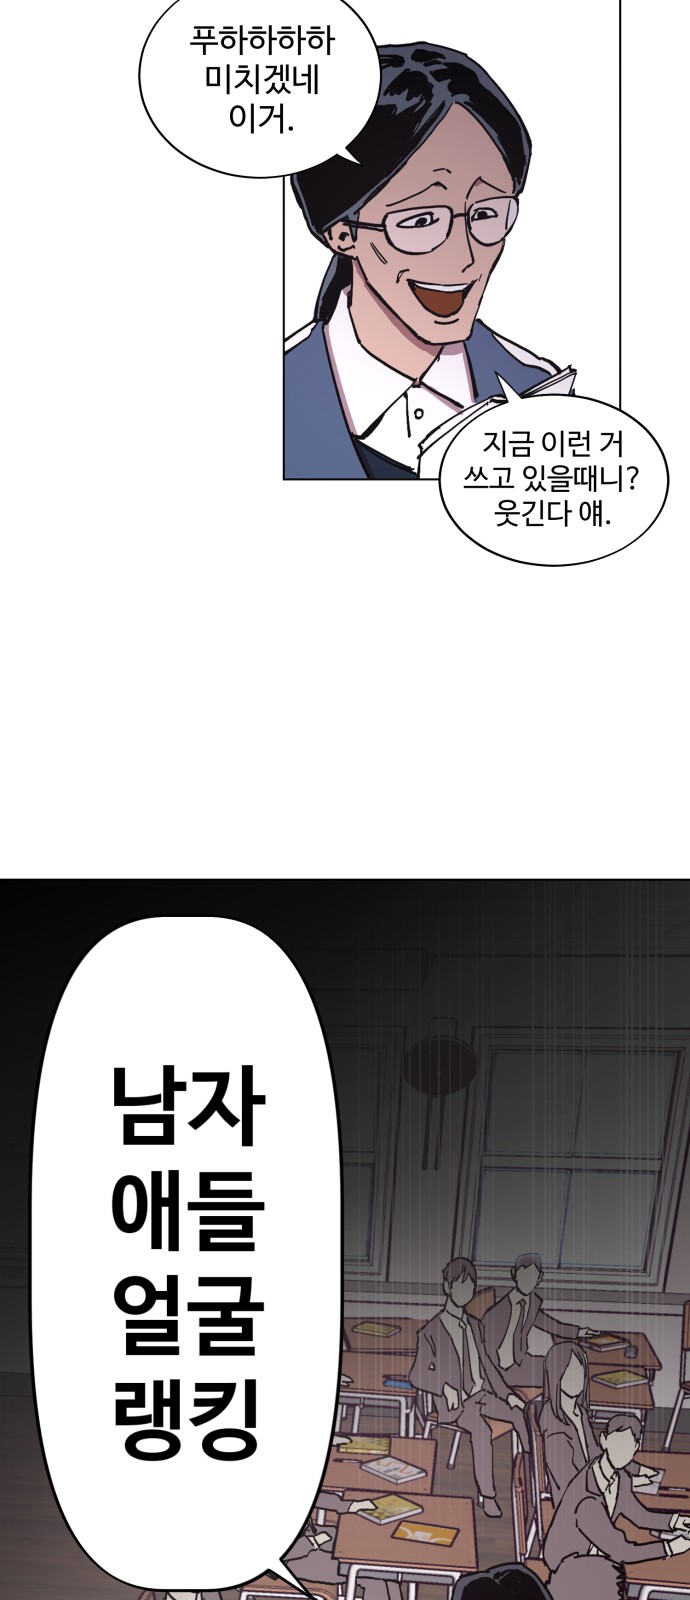 푸하하하하
미치겠네
이거.
지금 이런 거
쓰고 있을때니?
웃긴다 얘.
남자
애들
얼굴
랭킹